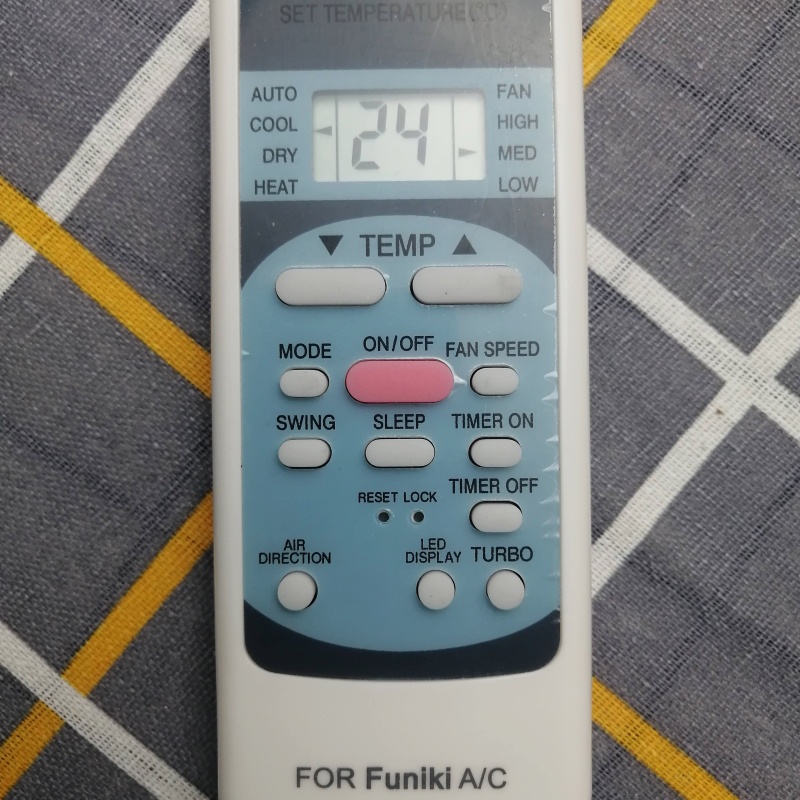 SET TEMPERATURE(°C)
AUTO
COOL
DRY
HEAT
24
FAN
HIGH
MED
LOW
▼ TEMP ▲
MODE
ON/OFF
FAN SPEED
SWING
SLEEP
TIMER ON
TIMER OFF
RESET LOCK
AIR
DIRECTION
LED
DISPLAY
TURBO
FOR Funiki A/C